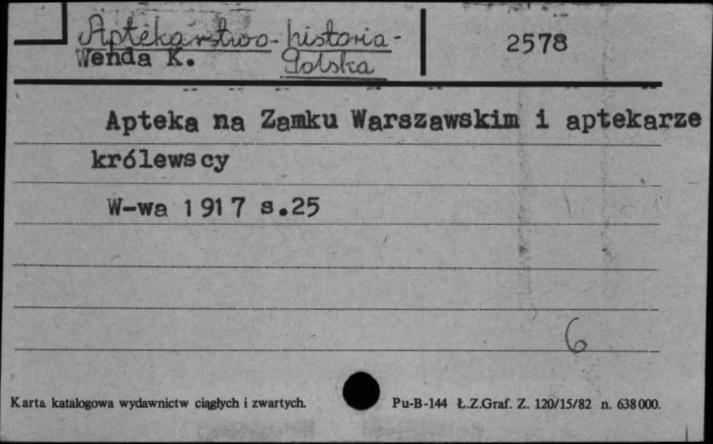 Aptekarstwo - historia -
Polska
Wenda K.
2578
Apteka na Zamku Warszawskim i aptekarze
królewscy
W-wa 1917 s.25
6
Karta katalogowa wydawnictw ciągłych i zwartych.
Pu-B-144 Ł.Z.Graf. Z. 120/15/82 n. 638000.